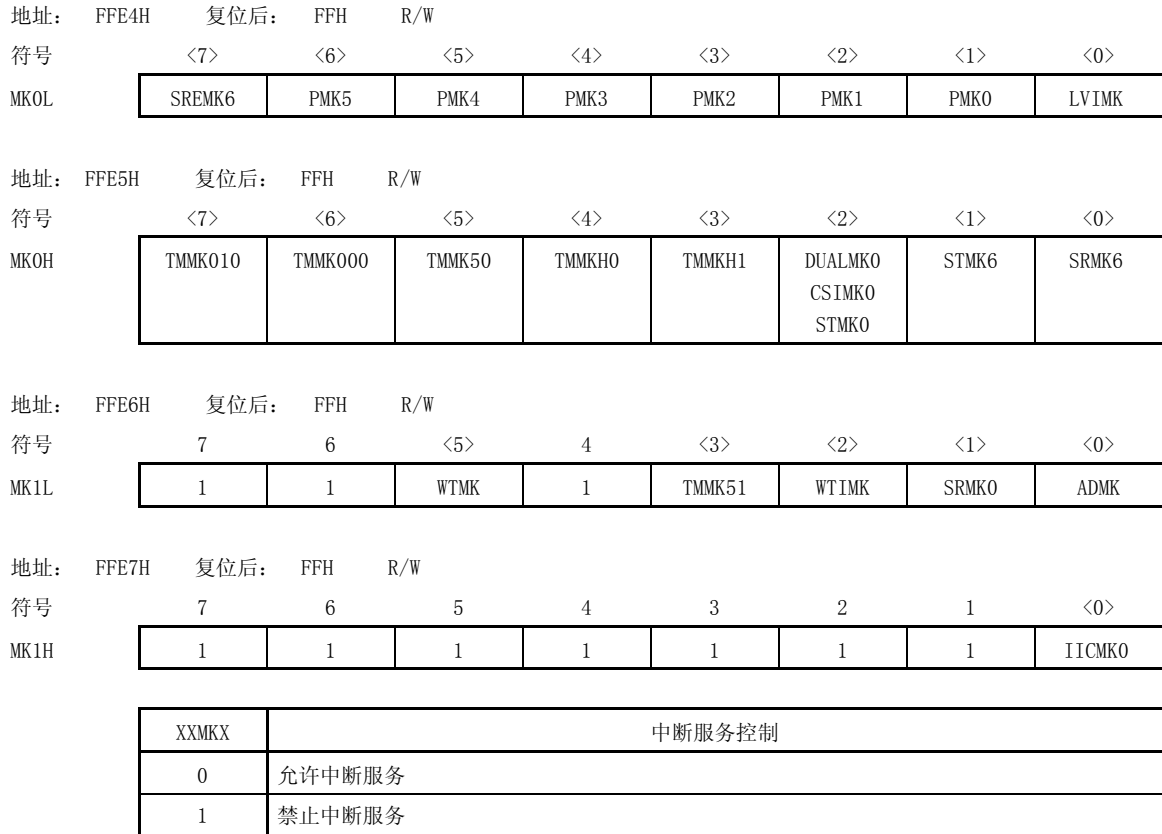 地址： FFE4H 复位后： FFH R/W
符号 <7> <6> <5> <4> <3> <2> <1> <0>
MK0L SREMK6 PMK5 PMK4 PMK3 PMK2 PMK1 PMK0 LVIMK
地址： FFE5H 复位后： FFH R/W
符号 <7> <6> <5> <4> <3> <2> <1> <0>
MK0H TMMK010 TMMK000 TMMK50 TMMKH0 TMMKH1 DUALMK0 STMK6 SRMK6
CSIMK0
STMK0
地址： FFE6H 复位后： FFH R/W
符号 7 6 <5> 4 <3> <2> <1> <0>
MK1L 1 1 WTMK 1 TMMK51 WTIMK SRMK0 ADMK
地址： FFE7H 复位后： FFH R/W
符号 7 6 5 4 3 2 1 <0>
MK1H 1 1 1 1 1 1 1 IICMK0
XXMKX 中断服务控制
0 允许中断服务
1 禁止中断服务